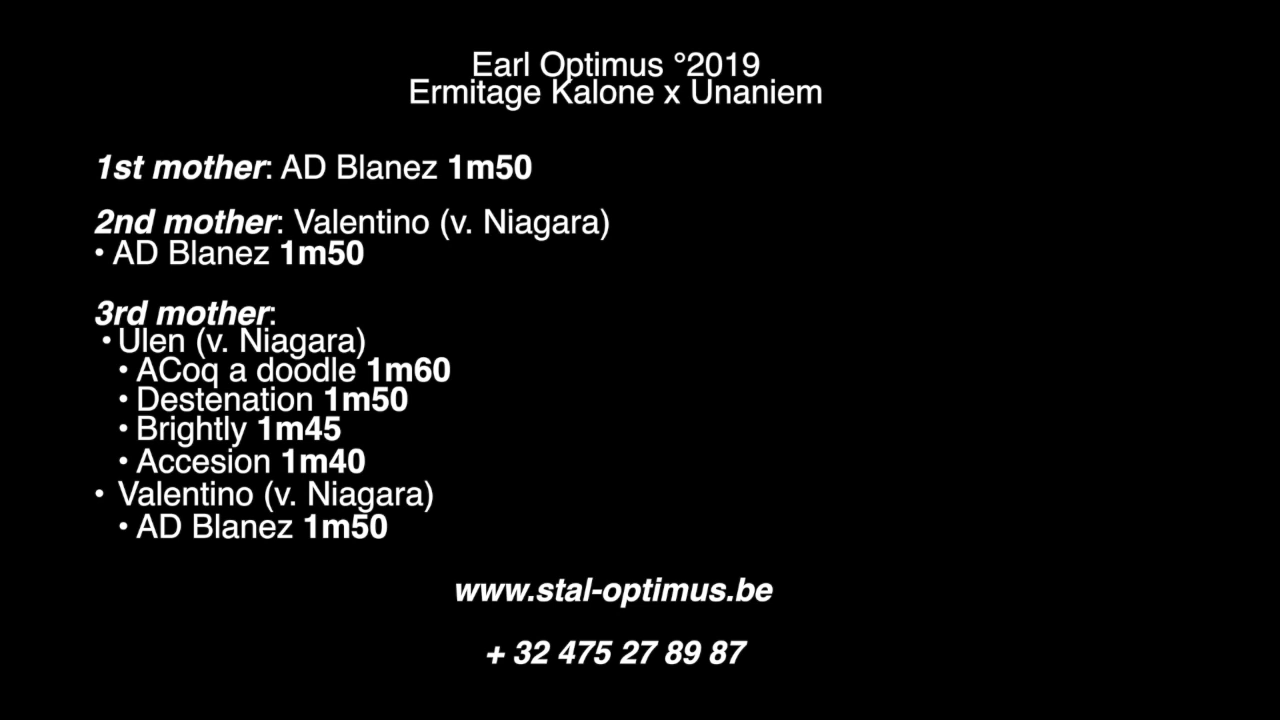 Earl Optimus °2019
Ermitage Kalone x Unaniem
1st mother: AD Blanez 1m50
2nd mother: Valentino (v. Niagara)
• AD Blanez 1m50
3rd mother:
• Ulen (v. Niagara)
• ACoq a doodle 1m60
• Destenation 1m50
• Brightly 1m45
• Accesion 1m40
• Valentino (v. Niagara)
• AD Blanez 1m50
www.stal-optimus.be
+ 32 475 27 89 87